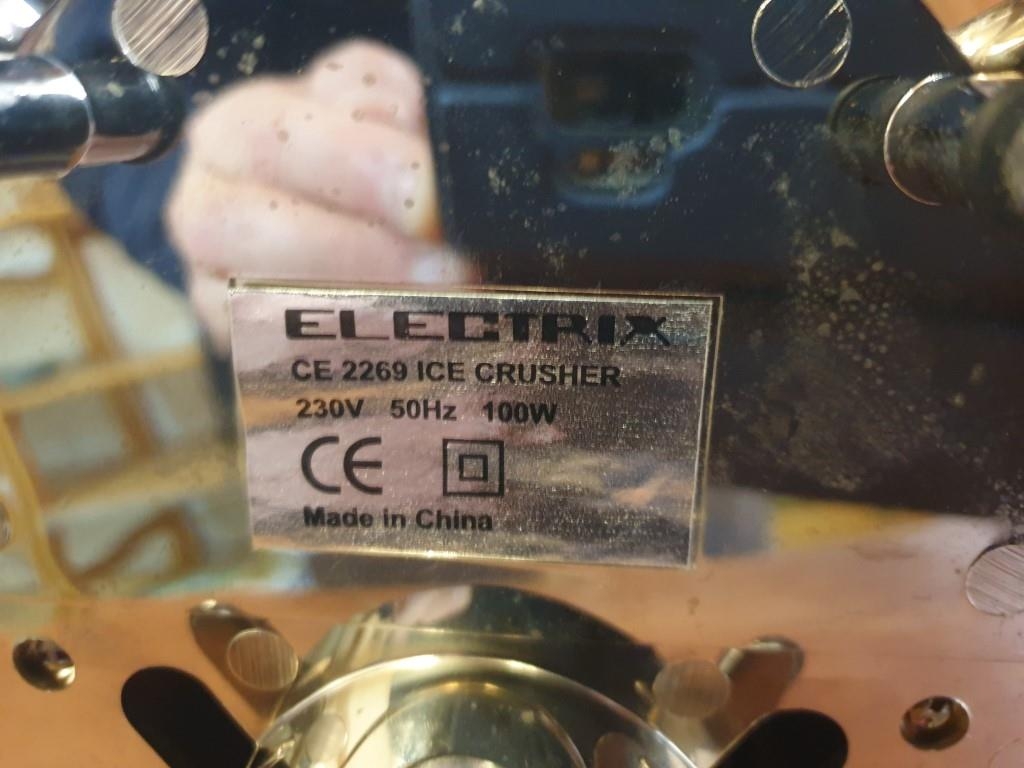 ELECTRIX
CE 2269 ICE CRUSHER
230V 50Hz 100W
CE
Made in China